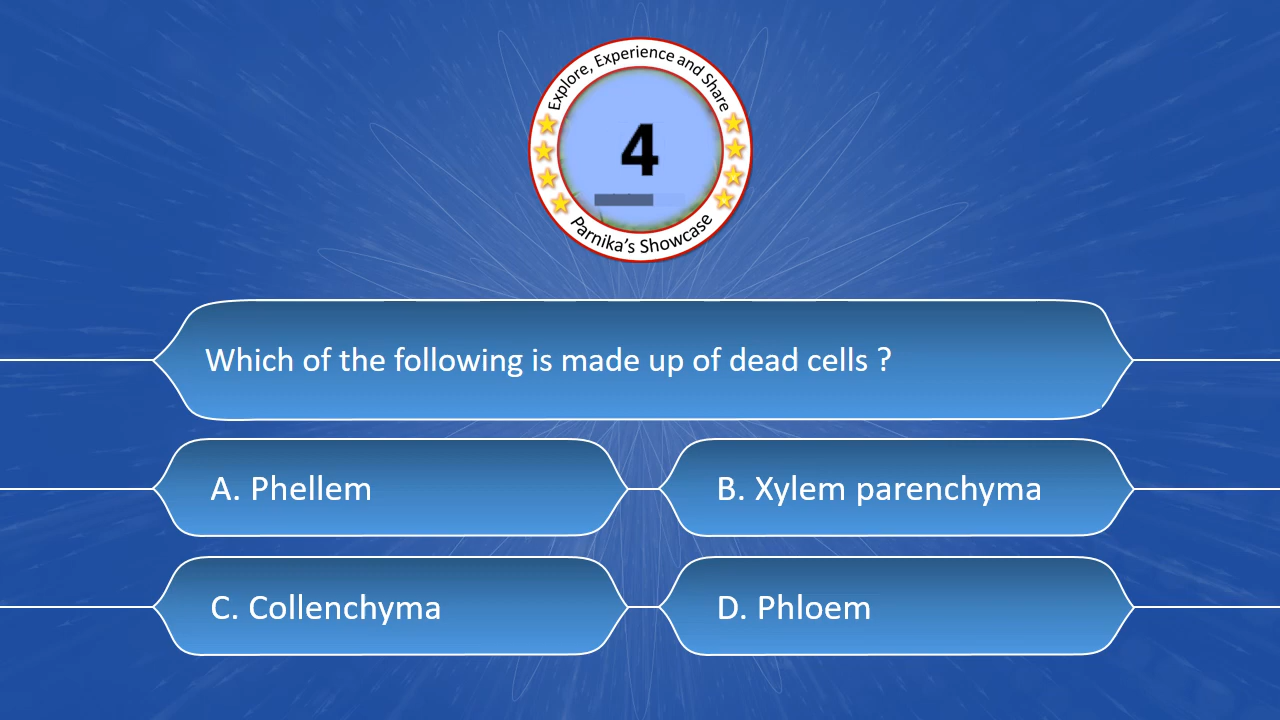 Explore, Experience and Share
4
Parnika's Showcase
Which of the following is made up of dead cells ?
A. Phellem
B. Xylem parenchyma
C. Collenchyma
D. Phloem